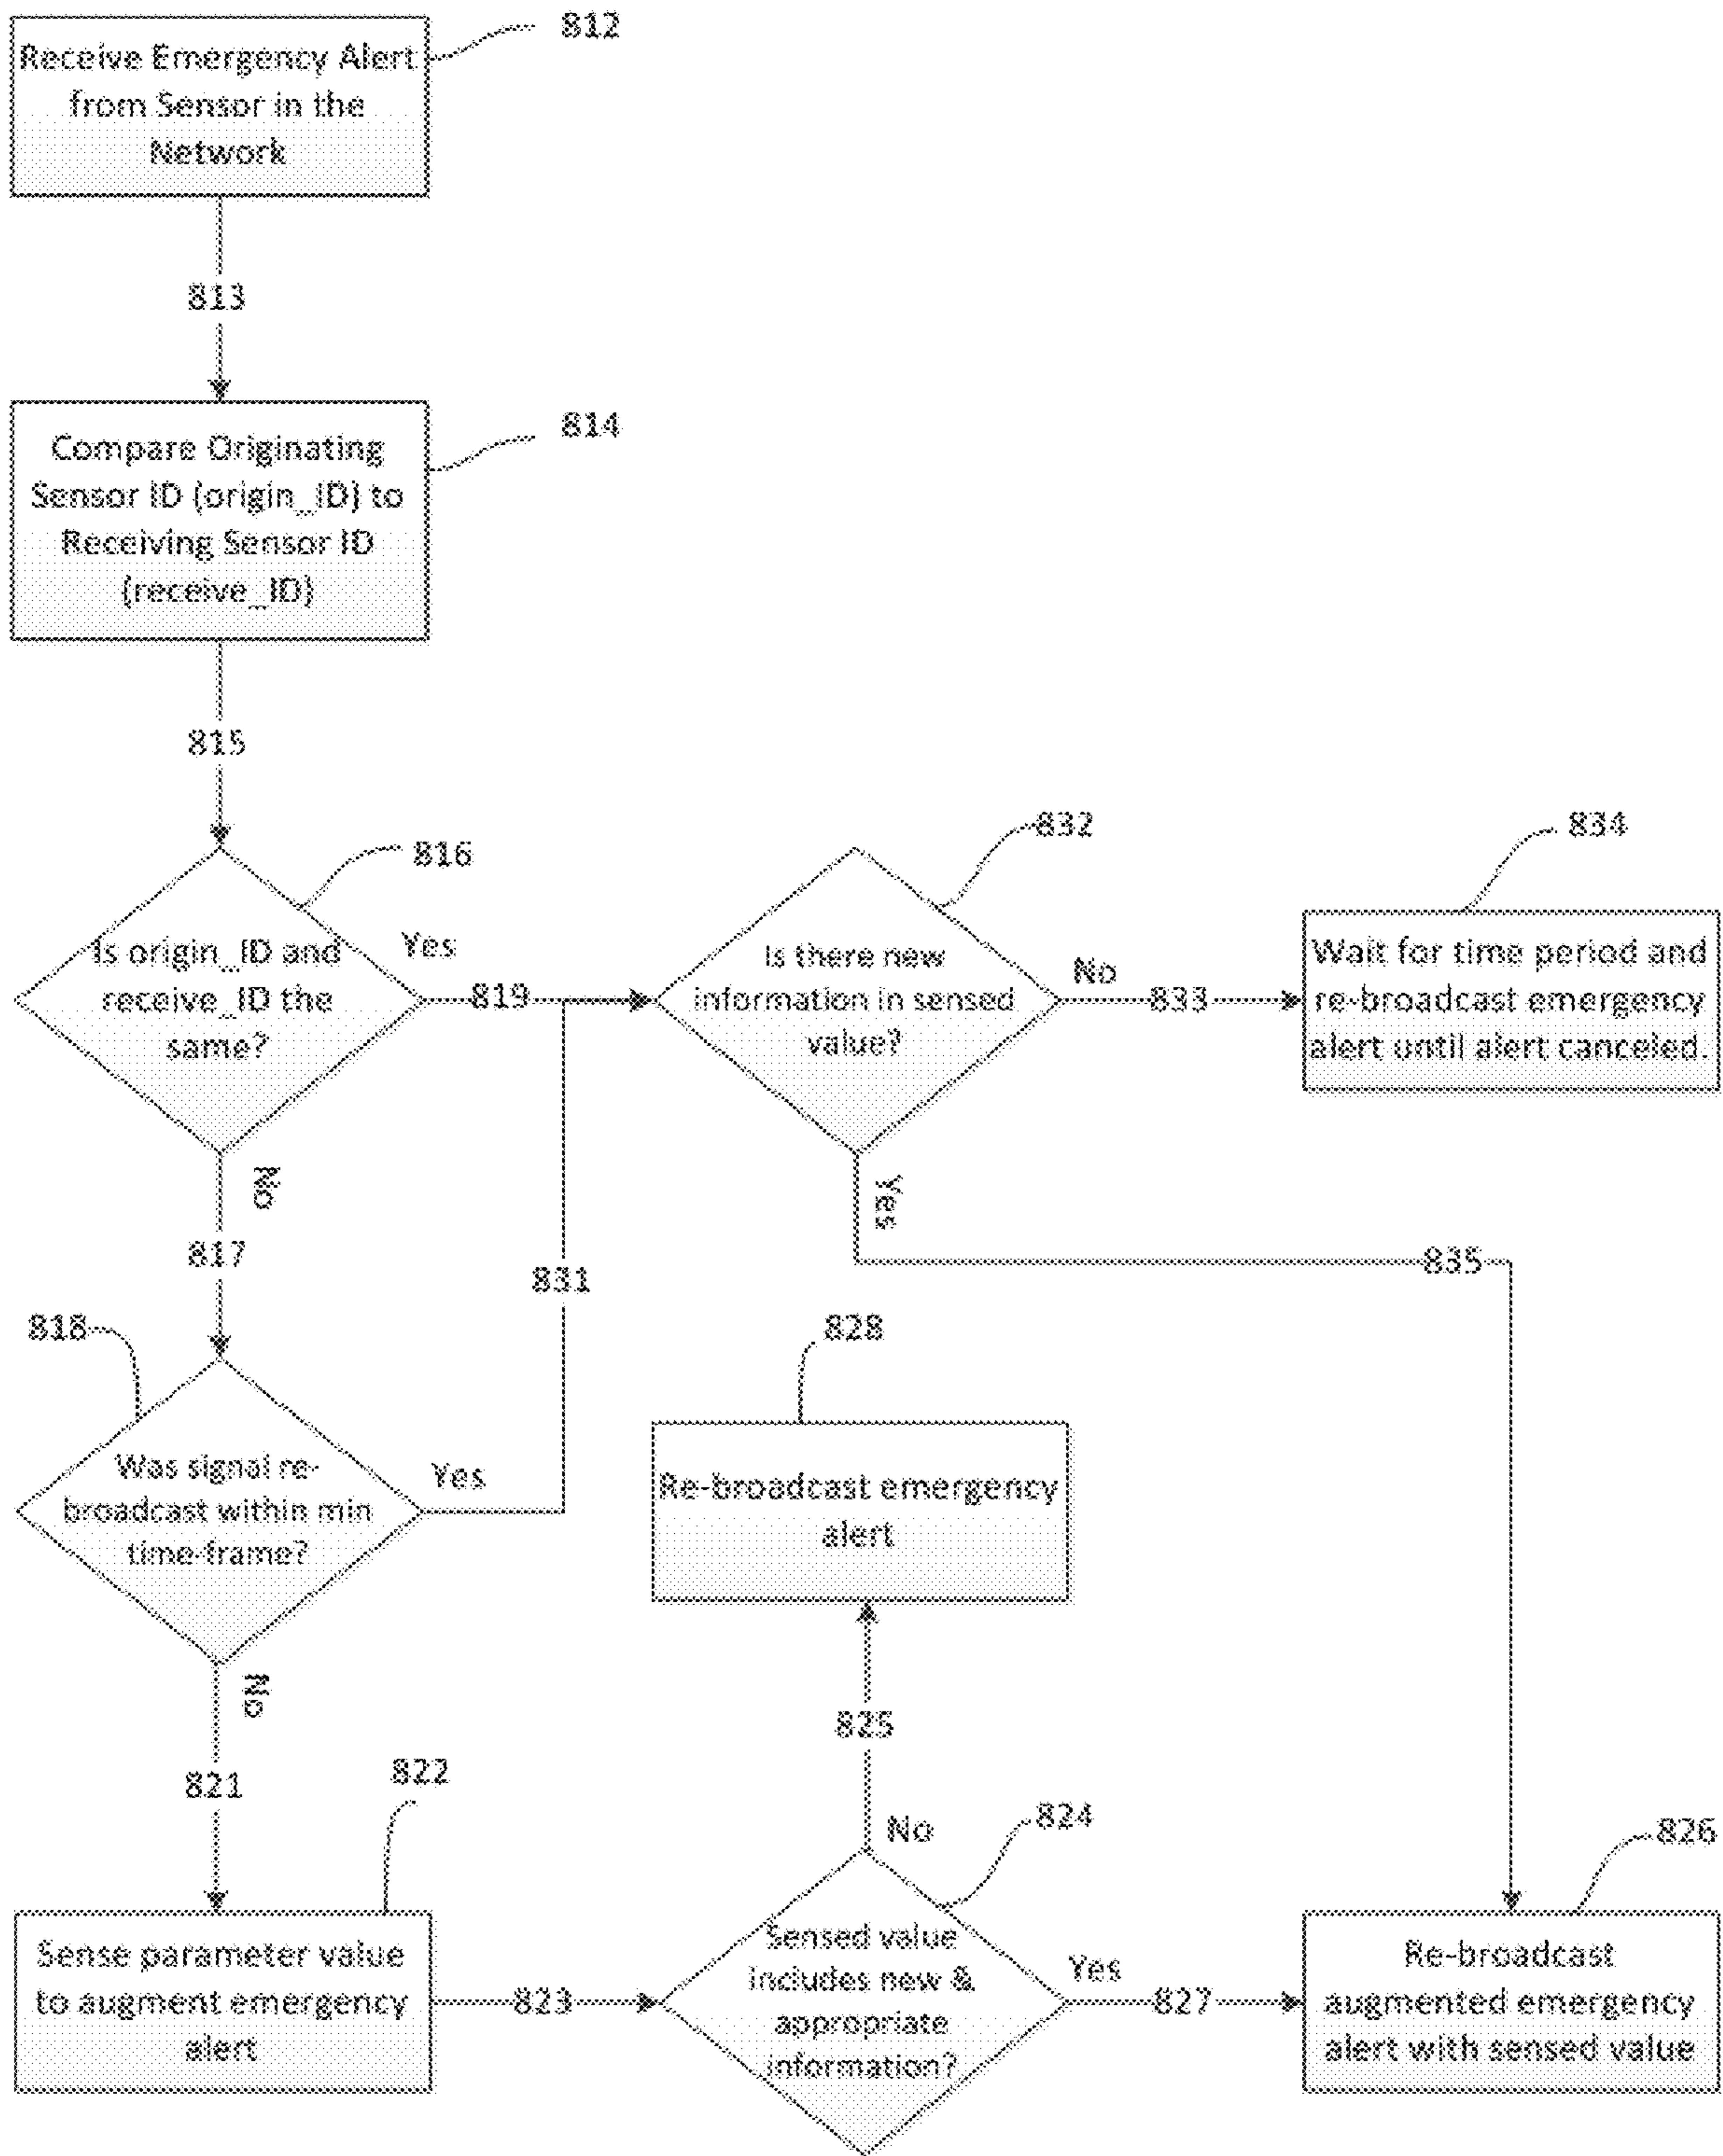 812
Receive Emergency Alert
from Sensor in the
Network
813
814
Compare Originating
Sensor ID (origin_ID) to
Receiving Sensor ID
(receive_ID)
815
816
Is origin_ID and
receive_ID the
same?
Yes
819
No
817
832
Is there new
information in sensed
value?
No
833
Yes
835
834
Wait for time period and
re-broadcast emergency
alert until alert canceled.
831
818
Was signal re-
broadcast within min
time-frame?
Yes
No
821
828
Re-broadcast emergency
alert
825
822
Sense parameter value
to augment emergency
alert
823
No
824
Sensed value
includes new &
appropriate
information?
Yes
827
826
Re-broadcast
augmented emergency
alert with sensed value